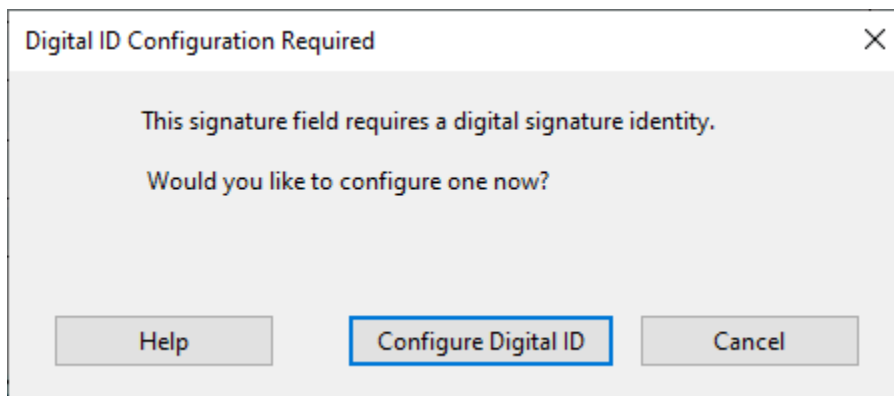 Digital ID Configuration Required
This signature field requires a digital signature identity.
Would you like to configure one now?
Help
Configure Digital ID
Cancel